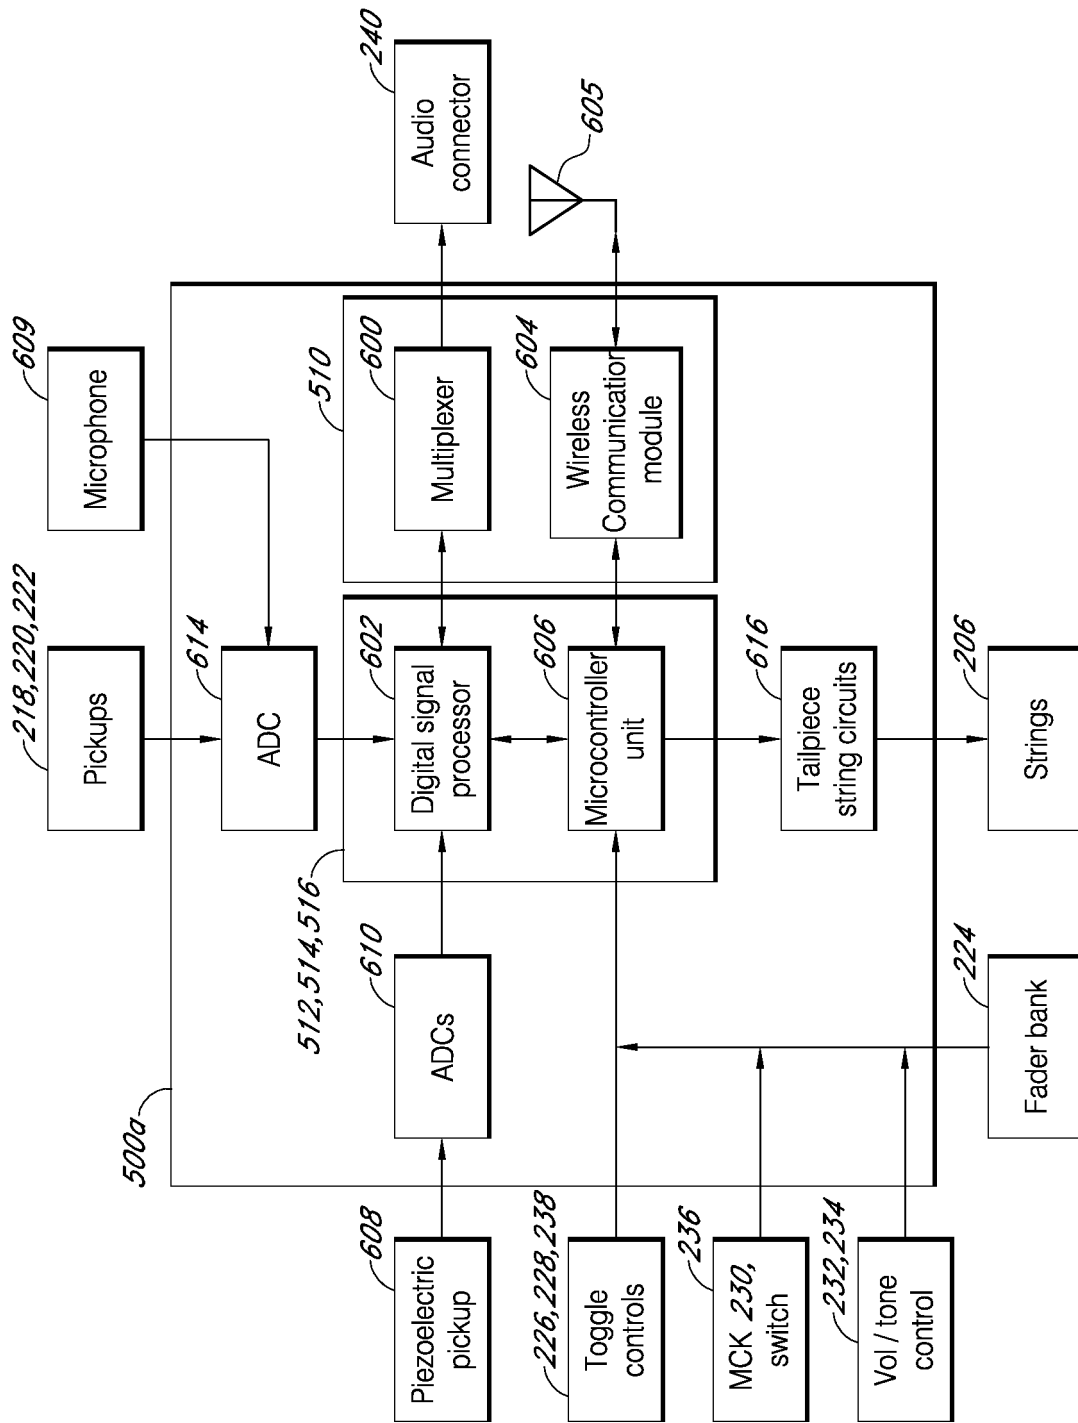 500a
218,220,222
Pickups
609
Microphone
614
ADC
608
Piezoelectric
pickup
610
ADCs
512,514,516
602
Digital signal
processor
510
600
Multiplexer
240
Audio
connector
226,228,238
Toggle
controls
606
Microcontroller
unit
604
Wireless
Communication
module
605
236
MCK 230,
switch
616
Tailpiece
string circuits
232,234
Vol / tone
control
224
Fader bank
206
Strings